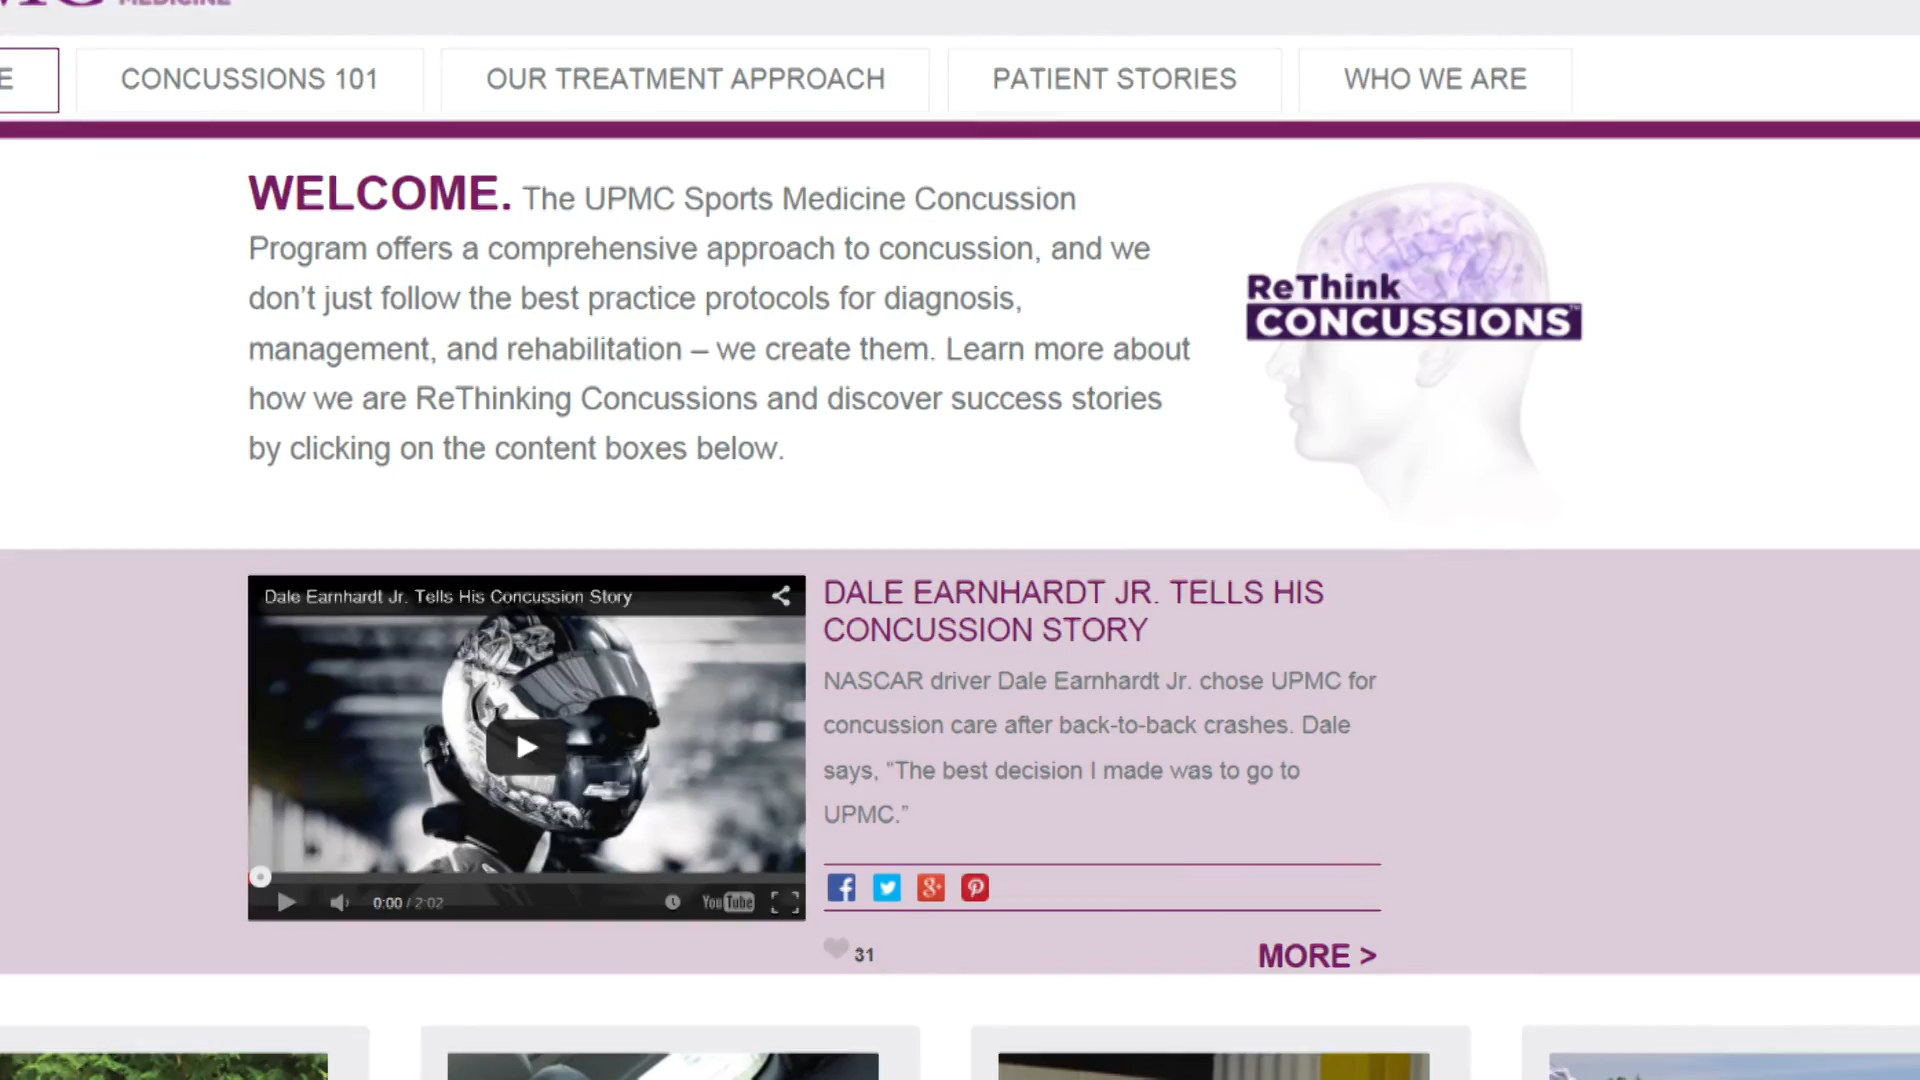 MEDICINE
E
CONCUSSIONS 101
OUR TREATMENT APPROACH
PATIENT STORIES
WHO WE ARE
WELCOME. The UPMC Sports Medicine Concussion
Program offers a comprehensive approach to concussion, and we
don’t just follow the best practice protocols for diagnosis,
management, and rehabilitation – we create them. Learn more about
how we are ReThinking Concussions and discover success stories
by clicking on the content boxes below.
ReThink
CONCUSSIONS™
Dale Earnhardt Jr. Tells His Concussion Story
0:00 / 2:02
YouTube
DALE EARNHARDT JR. TELLS HIS
CONCUSSION STORY
NASCAR driver Dale Earnhardt Jr. chose UPMC for
concussion care after back-to-back crashes. Dale
says, “The best decision I made was to go to
UPMC.”
31
MORE >